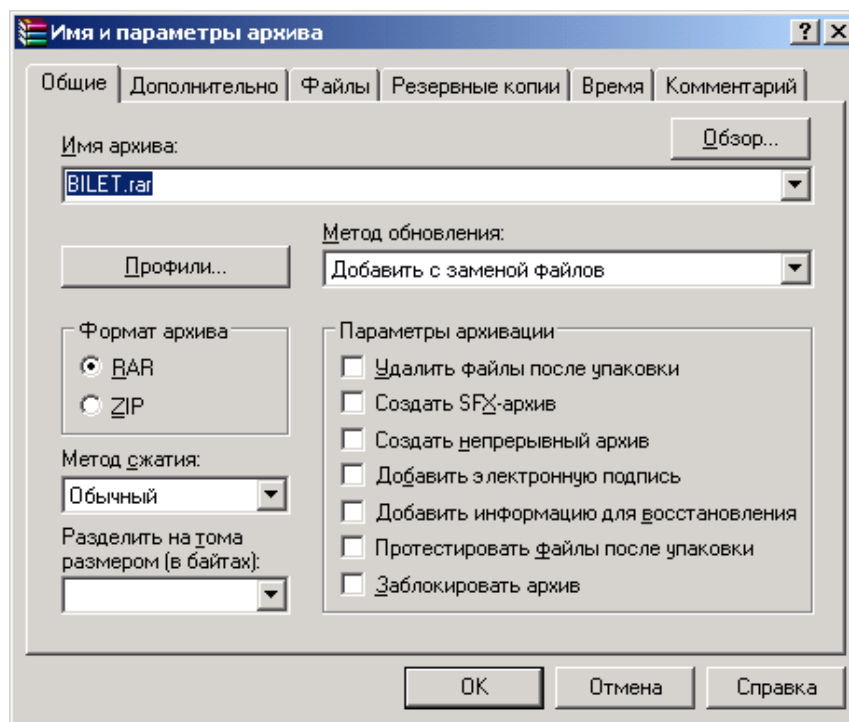 Имя и параметры архива
Общие Дополнительно Файлы Резервные копии Время Комментарий
Обзор...
Имя архива:
BILET.rar
Метод обновления:
Профили...
Добавить с заменой файлов
Формат архива
RAR
ZIP
Метод сжатия:
Обычный
Разделить на тома
размером (в байтах):
Параметры архивации
Удалить файлы после упаковки
Создать SFX-архив
Создать непрерывный архив
Добавить электронную подпись
Добавить информацию для восстановления
Протестировать файлы после упаковки
Заблокировать архив
OK Отмена Справка